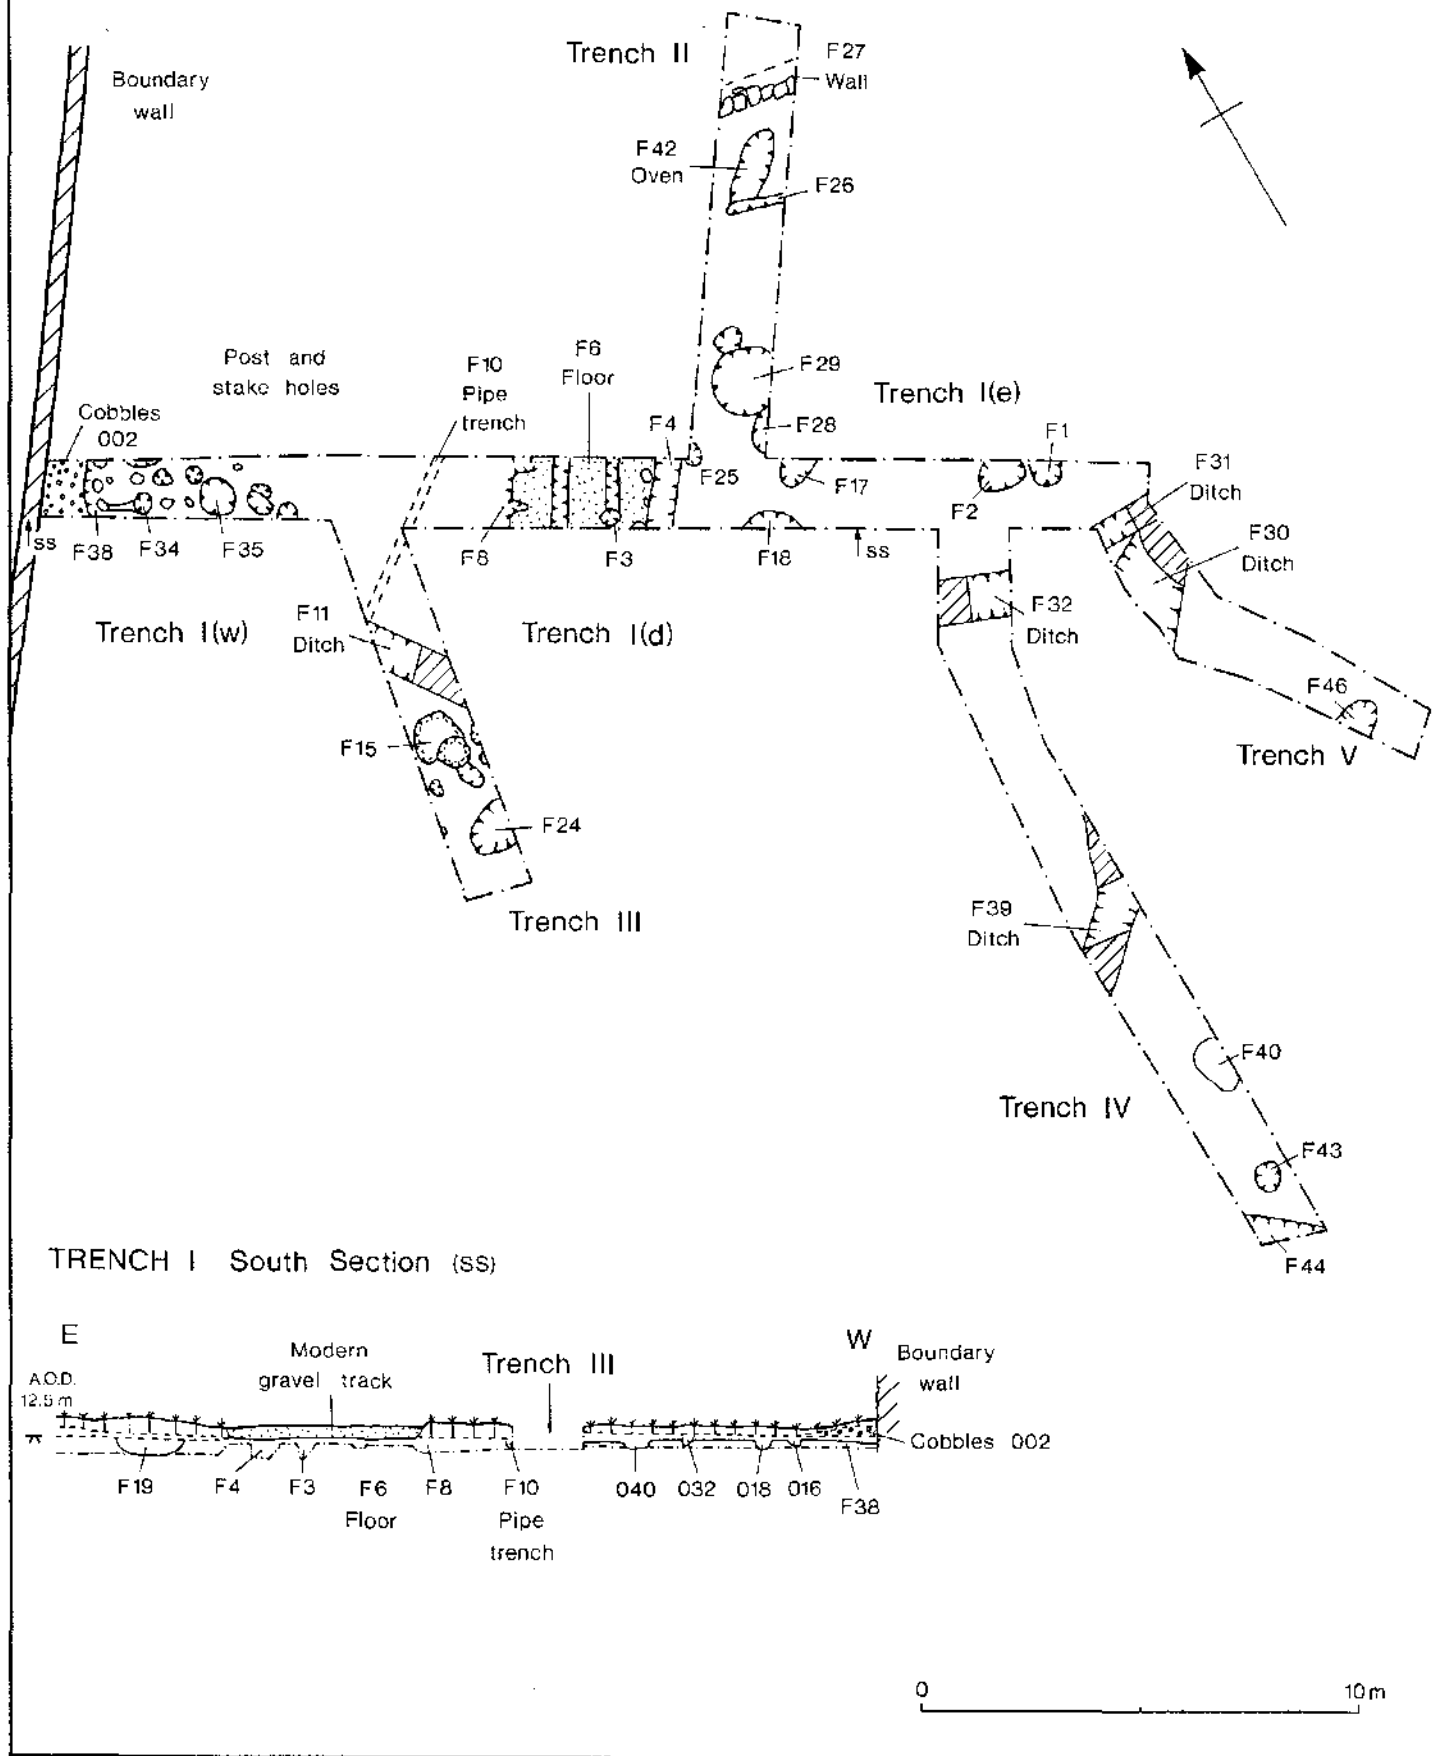 Trench II
F27
Wall
Boundary
wall
F42
Oven
F26
Post and
stake holes
F10
Pipe
trench
F6
Floor
F29
Trench I(e)
Cobbles
002
F4
F28
F1
F31
Ditch
F25
F17
F2
F30
Ditch
ss
F38
F34
F35
F8
F3
F18
ss
F32
Ditch
Trench I(w)
F11
Ditch
Trench I(d)
F46
F15
Trench V
F24
Trench III
F39
Ditch
F40
Trench IV
F43
F44
TRENCH I South Section (SS)
E
W
Modern
gravel track
Trench III
Boundary
wall
A.O.D.
12.5 m
Cobbles 002
F19
F4
F3
F6
Floor
F8
F10
Pipe
trench
040
032
018
016
F38
0
10 m